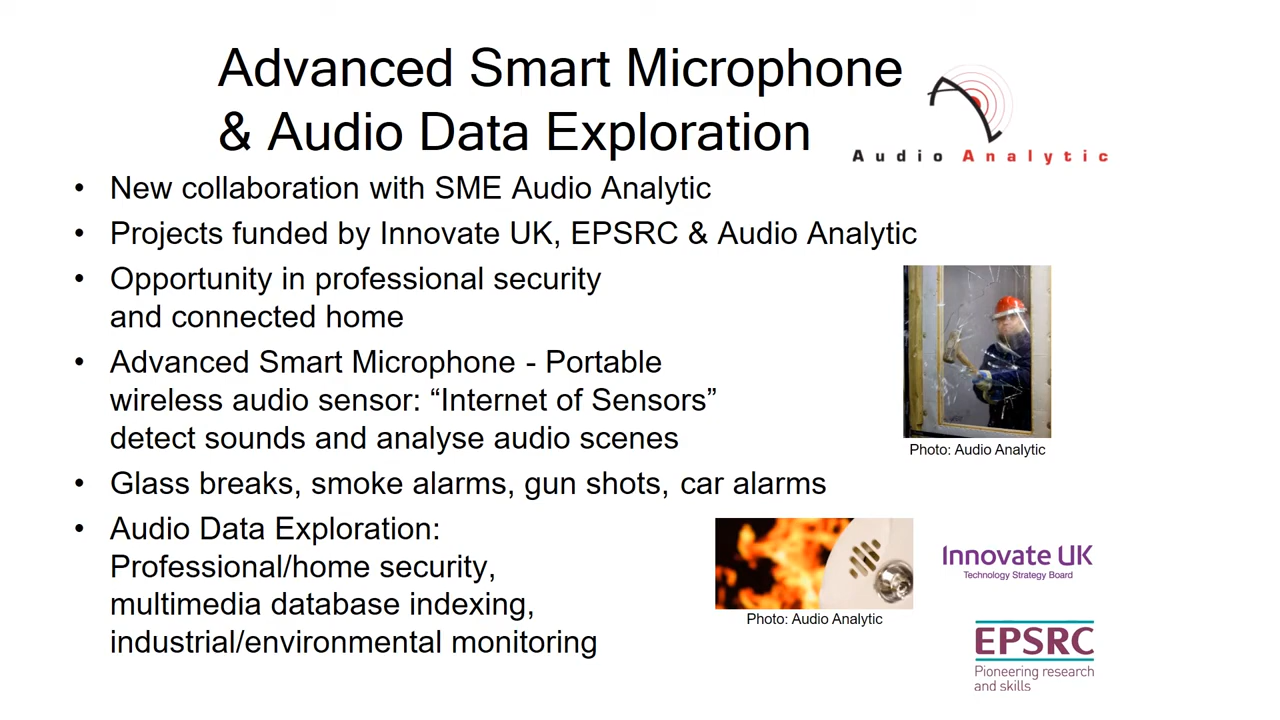 Advanced Smart Microphone
& Audio Data Exploration
Audio Analytic
• New collaboration with SME Audio Analytic
• Projects funded by Innovate UK, EPSRC & Audio Analytic
• Opportunity in professional security
and connected home
• Advanced Smart Microphone - Portable
wireless audio sensor: “Internet of Sensors”
detect sounds and analyse audio scenes
Photo: Audio Analytic
• Glass breaks, smoke alarms, gun shots, car alarms
• Audio Data Exploration:
Professional/home security,
multimedia database indexing,
industrial/environmental monitoring
Photo: Audio Analytic
Innovate UK
Technology Strategy Board
EPSRC
Pioneering research
and skills